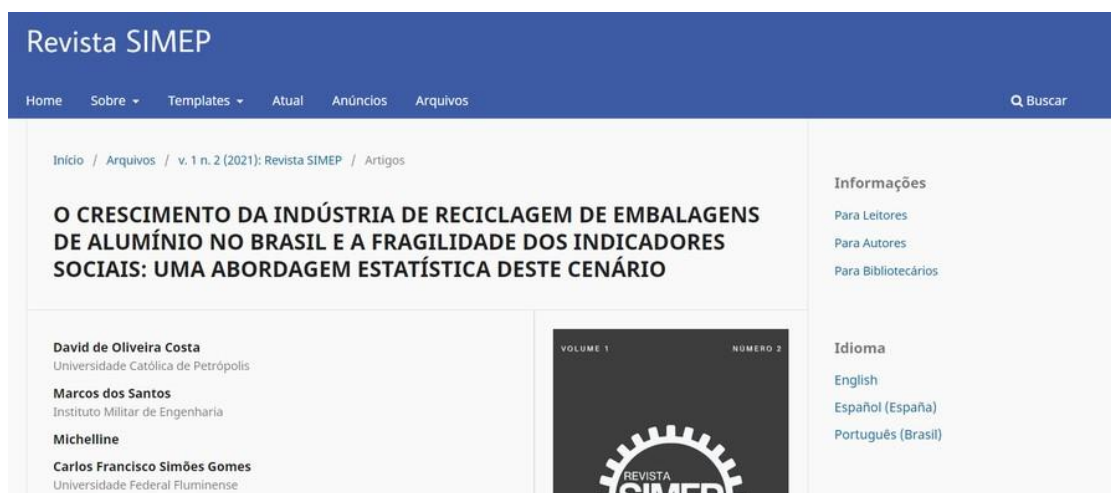 Revista SIMEP
Home Sobre Templates Atual Anúncios Arquivos Buscar
Início / Arquivos / v. 1 n. 2 (2021): Revista SIMEP / Artigos
O CRESCIMENTO DA INDÚSTRIA DE RECICLAGEM DE EMBALAGENS
DE ALUMÍNIO NO BRASIL E A FRAGILIDADE DOS INDICADORES
SOCIAIS: UMA ABORDAGEM ESTATÍSTICA DESTE CENÁRIO
David de Oliveira Costa
Universidade Católica de Petrópolis
Marcos dos Santos
Instituto Militar de Engenharia
Michelline
Carlos Francisco Simões Gomes
Universidade Federal Fluminense
VOLUME 1 NÚMERO 2
REVISTA
SIMEP
Informações
Para Leitores
Para Autores
Para Bibliotecários
Idioma
English
Español (España)
Português (Brasil)